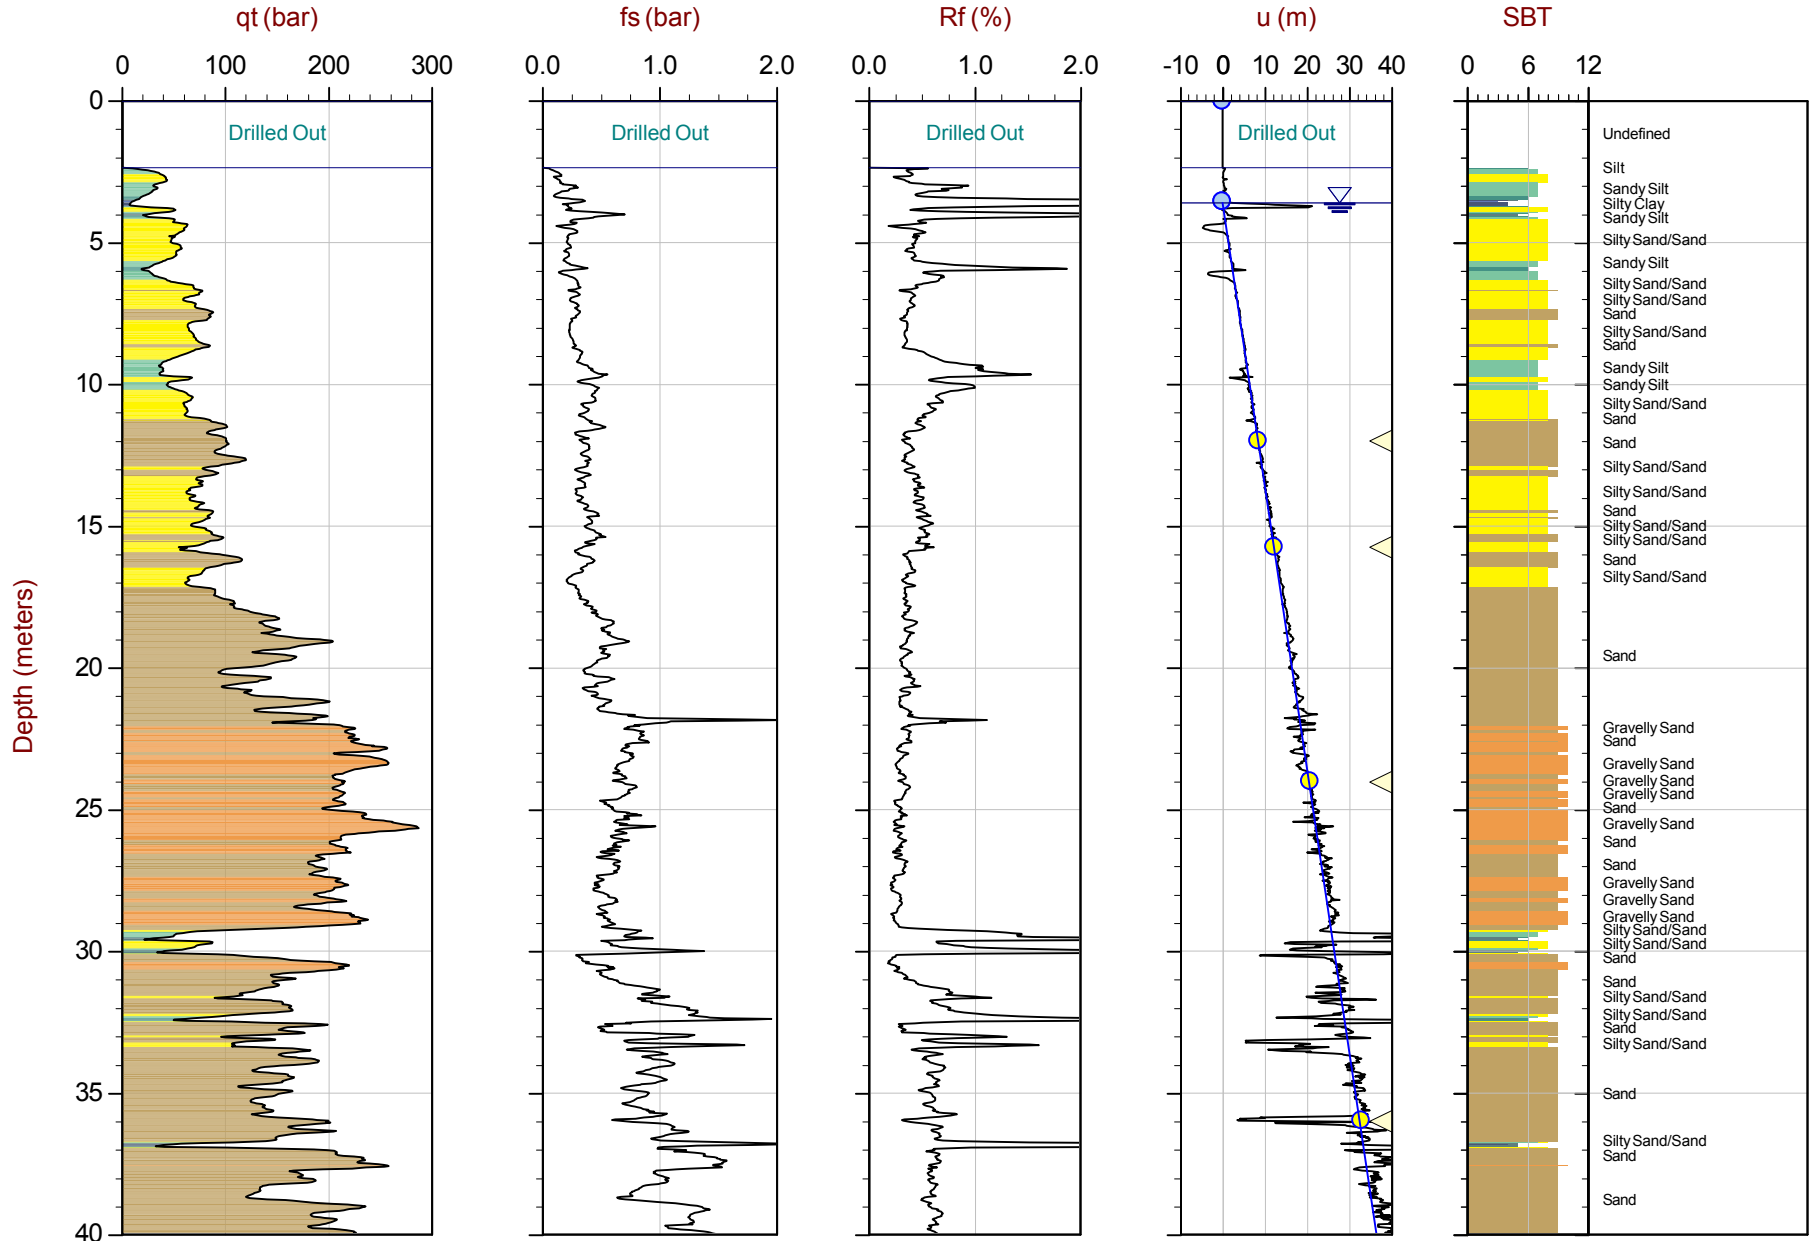 qt (bar) fs (bar) Rf (%) u (m) SBT
0 100 200 300 0.0 1.0 2.0 0.0 1.0 2.0 -10 0 10 20 30 40 0 6 12
0
Drilled Out Drilled Out Drilled Out Drilled Out
Undefined
Silt
Sandy Silt
Silty Clay
Sandy Silt
5
Silty Sand/Sand
Sandy Silt
Silty Sand/Sand
Silty Sand/Sand
Sand
Silty Sand/Sand
Sand
Sandy Silt
10
Sandy Silt
Silty Sand/Sand
Sand
Sand
Silty Sand/Sand
Silty Sand/Sand
Sand
15
Silty Sand/Sand
Silty Sand/Sand
Sand
Silty Sand/Sand
Depth (meters)
Sand
20
Gravelly Sand
Sand
Gravelly Sand
Gravelly Sand
Gravelly Sand
25
Sand
Gravelly Sand
Sand
Sand
Gravelly Sand
Gravelly Sand
Gravelly Sand
Silty Sand/Sand
Silty Sand/Sand
30
Sand
Sand
Silty Sand/Sand
Silty Sand/Sand
Sand
Silty Sand/Sand
35
Sand
Silty Sand/Sand
Sand
Sand
40